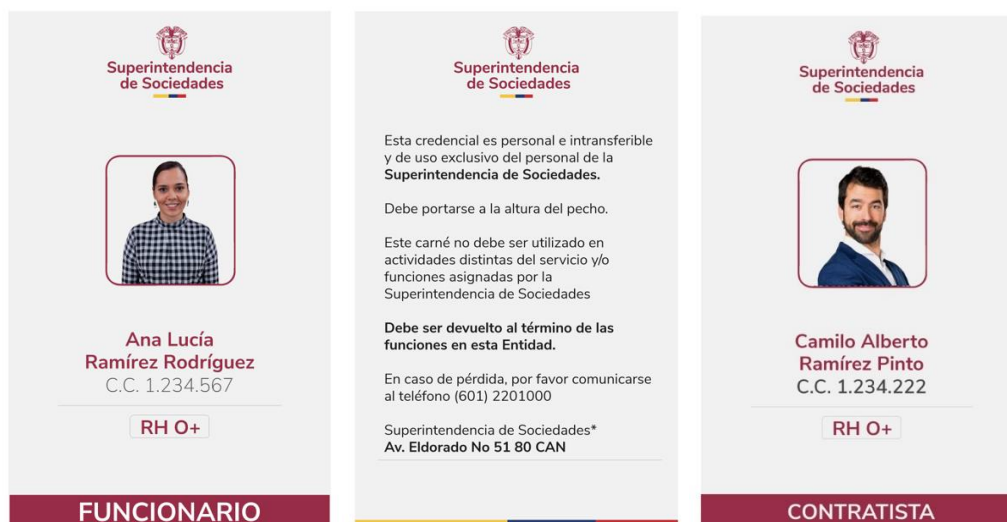 Superintendencia
de Sociedades
Ana Lucía
Ramírez Rodríguez
C.C. 1.234.567
RH O+
FUNCIONARIO
Superintendencia
de Sociedades
Esta credencial es personal e intransferible
y de uso exclusivo del personal de la
Superintendencia de Sociedades.
Debe portarse a la altura del pecho.
Este carné no debe ser utilizado en
actividades distintas del servicio y/o
funciones asignadas por la
Superintendencia de Sociedades
Debe ser devuelto al término de las
funciones en esta Entidad.
En caso de pérdida, por favor comunicarse
al teléfono (601) 2201000
Superintendencia de Sociedades*
Av. Eldorado No 51 80 CAN
Superintendencia
de Sociedades
Camilo Alberto
Ramírez Pinto
C.C. 1.234.222
RH O+
CONTRATISTA